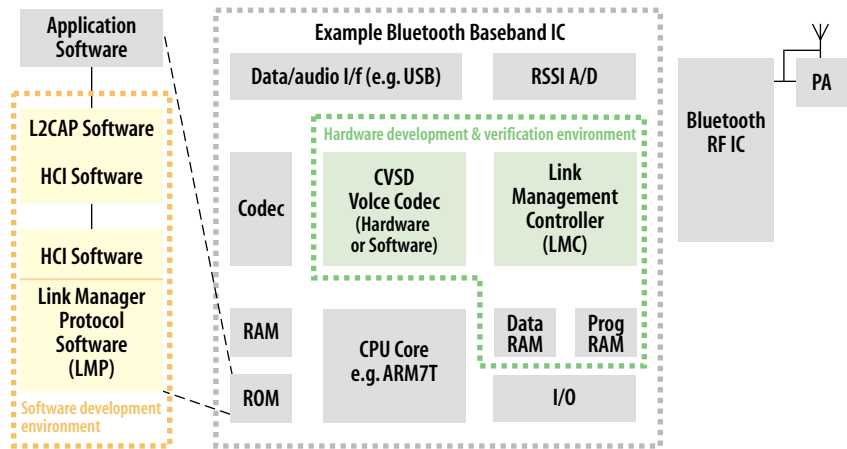 Application
Software
L2CAP Software
HCI Software
HCI Software
Link Manager
Protocol
Software
(LMP)
Software development
environment
Example Bluetooth Baseband IC
Data/audio I/f (e.g. USB)
RSSI A/D
Hardware development & verification environment
Codec
CVSD
Volce Codec
(Hardware
or Software)
Link
Management
Controller
(LMC)
RAM
ROM
CPU Core
e.g. ARM7T
Data
RAM
Prog
RAM
I/O
Bluetooth
RF IC
PA